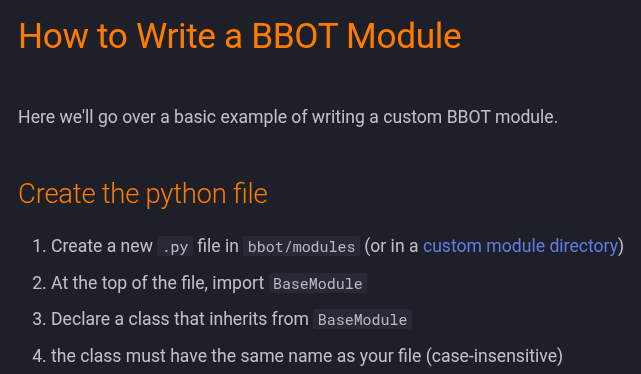 How to Write a BBOT Module
Here we'll go over a basic example of writing a custom BBOT module.
Create the python file
1. Create a new .py file in bbot/modules (or in a custom module directory)
2. At the top of the file, import BaseModule
3. Declare a class that inherits from BaseModule
4. the class must have the same name as your file (case-insensitive)